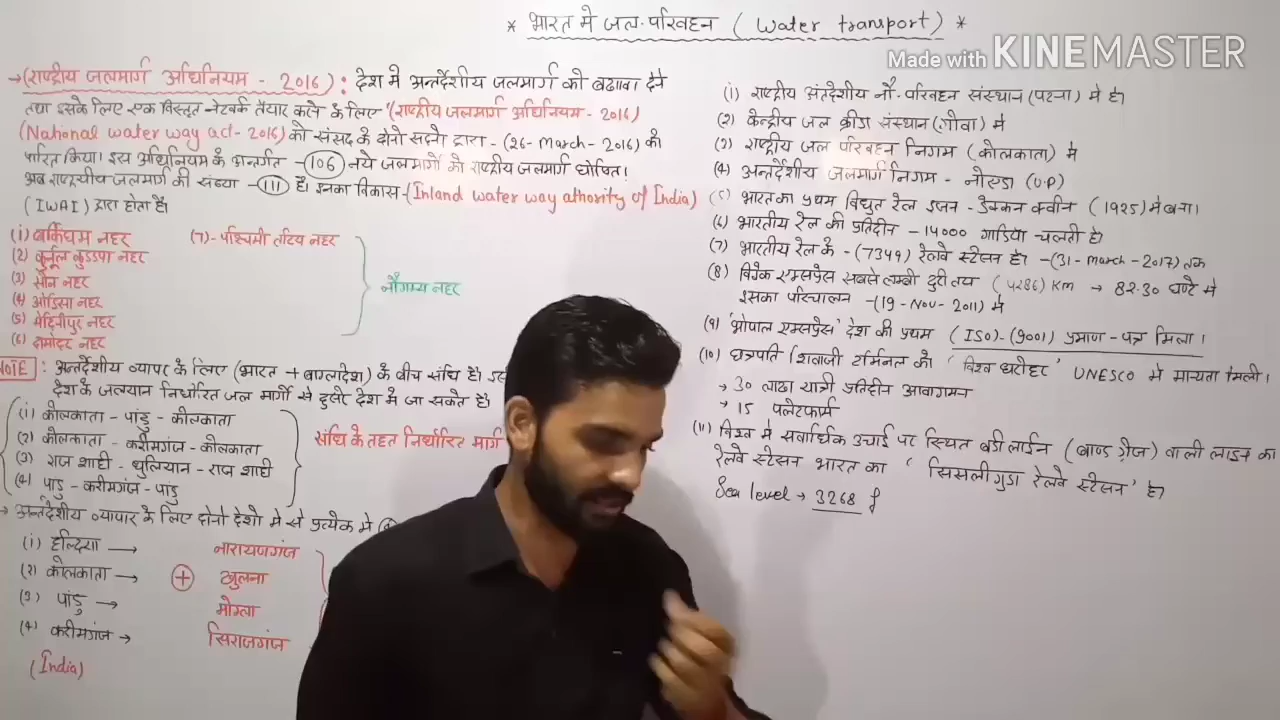 * भारत मे जल-परिवहन ( Water transport ) *
Made with KINEMASTER
→(राष्ट्रीय जलमार्ग अधिनियम - 2016) : देश मे अन्तर्देशीय जलमार्ग को बढावा देने
तथा इसके लिए एक विस्तृत नेटवर्क तैयार करने के लिए "(राष्ट्रीय जलमार्ग अधिनियम - 2016)
(National water way act-2016) को संसद के दोनो सदनो द्वारा -(26-march-2016) को
पारित किया। इस अधिनियम के अन्तर्गत -(106) नये जलमार्गो को राष्ट्रीय जलमार्ग घोषित।
अब राष्ट्रीय जलमार्ग की संख्या -(111) है। इनका विकास-(Inland water way athority of India)
(IWAI) द्वारा होता है।
(1) बकिंघम नहर (7)- पश्चिमी तटिय नहर
(2) कुर्नूल कुडप्पा नहर
(3) सोन नहर
(4) ओडिसा नहर
(5) मेदिनीपुर नहर
(6) दामोदर नहर
नौगम्य नहर
NOTE : अन्तर्देशीय व्यापार के लिए (भारत + बाग्लादेश) के बीच संधि है।
देश के जलयान निर्धारित जल मार्गो से दुसरे देश मे जा सकते है।
(1) कोलकाता - पांडु - कोलकाता
(2) कोलकाता - करीमगंज - कोलकाता
(3) राज शाही - धुलियान - राज शाही
(4) पांडु - करीमगंज - पांडु
संधि के तहत निर्धारित मार्ग
→ अन्तर्देशीय व्यापार के लिए दोनो देशो मे से प्रत्येक मे
(1) हल्दिया → नारायणगंज
(2) कोलकाता → + खुलना
(3) पांडु → मोंगला
(4) करीमगंज → सिराजगंज
(India)
(1) राष्ट्रीय अंतर्देशीय नौ-परिवहन संस्थान (पटना) मे है।
(2) केन्द्रीय जल क्रीडा संस्थान (गोवा) मे
(3) राष्ट्रीय जल परिवहन निगम (कोलकाता) मे
(4) अन्तर्देशीय जलमार्ग निगम - नोएडा (U.P)
(5) भारत का प्रथम विधुत रेल इंजन - डेक्कन क्वीन (1925) मे बना।
(6) भारतीय रेल की प्रतिदीन - 14000 गाडिया चलती है।
(7) भारतीय रेल के - (7349) रेलवे स्टेसन है। -(31-march-2017) तक
(8) विवेक एक्सप्रेस सबसे लम्बी दुरी तय (4286) Km → 82.30 घण्टे मे
इसका परिचालन -(19-Nov-2011) मे
(9) 'भोपाल एक्सप्रेस' देश की प्रथम (ISO)-(9001) प्रमाण-पत्र मिला।
(10) छत्रपति शिवाजी टर्मिनल को 'विश्व धरोहर' UNESCO मे मान्यता मिली।
→ 30 लाख यात्री प्रतिदीन आवागमन
→ 15 प्लेटफार्म
(11) विश्व मे सर्वाधिक उचाई पर स्थित बडी लाईन (ब्राण्ड ग्रेज) वाली लाइन का
रेलवे स्टेसन भारत का 'सिसलीगुडा रेलवे स्टेसन' है।
Sea level → 3268 f